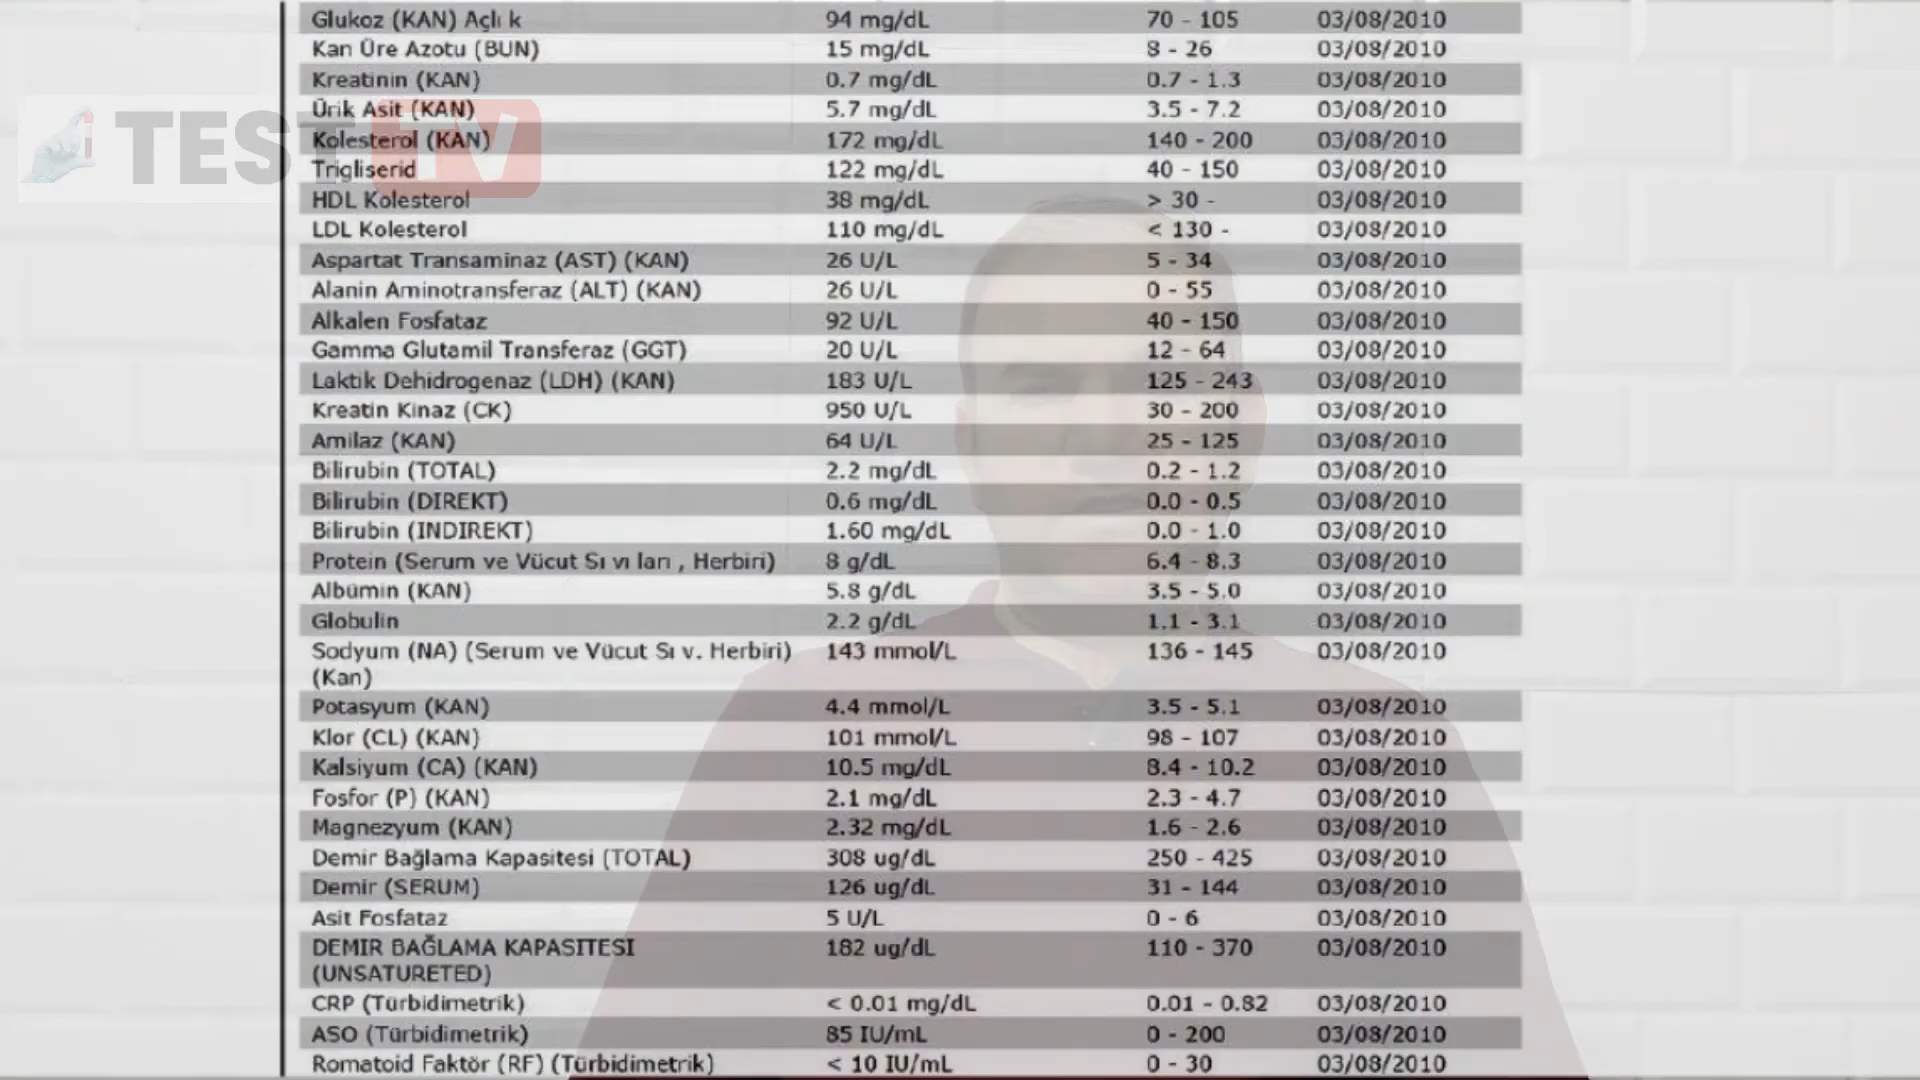 Glukoz (KAN) Açlı k 94 mg/dL 70 - 105 03/08/2010
Kan Üre Azotu (BUN) 15 mg/dL 8 - 26 03/08/2010
Kreatinin (KAN) 0.7 mg/dL 0.7 - 1.3 03/08/2010
Ürik Asit (KAN) 5.7 mg/dL 3.5 - 7.2 03/08/2010
TEST TV
Kolesterol (KAN) 172 mg/dL 140 - 200 03/08/2010
Trigliserid 122 mg/dL 40 - 150 03/08/2010
HDL Kolesterol 38 mg/dL > 30 - 03/08/2010
LDL Kolesterol 110 mg/dL < 130 - 03/08/2010
Aspartat Transaminaz (AST) (KAN) 26 U/L 5 - 34 03/08/2010
Alanin Aminotransferaz (ALT) (KAN) 26 U/L 0 - 55 03/08/2010
Alkalen Fosfataz 92 U/L 40 - 150 03/08/2010
Gamma Glutamil Transferaz (GGT) 20 U/L 12 - 64 03/08/2010
Laktik Dehidrogenaz (LDH) (KAN) 183 U/L 125 - 243 03/08/2010
Kreatin Kinaz (CK) 950 U/L 30 - 200 03/08/2010
Amilaz (KAN) 64 U/L 25 - 125 03/08/2010
Bilirubin (TOTAL) 2.2 mg/dL 0.2 - 1.2 03/08/2010
Bilirubin (DIREKT) 0.6 mg/dL 0.0 - 0.5 03/08/2010
Bilirubin (INDIREKT) 1.60 mg/dL 0.0 - 1.0 03/08/2010
Protein (Serum ve Vücut Sı vı ları , Herbiri) 8 g/dL 6.4 - 8.3 03/08/2010
Albümin (KAN) 5.8 g/dL 3.5 - 5.0 03/08/2010
Globulin 2.2 g/dL 1.1 - 3.1 03/08/2010
Sodyum (NA) (Serum ve Vücut Sı v. Herbiri) 143 mmol/L 136 - 145 03/08/2010
(Kan)
Potasyum (KAN) 4.4 mmol/L 3.5 - 5.1 03/08/2010
Klor (CL) (KAN) 101 mmol/L 98 - 107 03/08/2010
Kalsiyum (CA) (KAN) 10.5 mg/dL 8.4 - 10.2 03/08/2010
Fosfor (P) (KAN) 2.1 mg/dL 2.3 - 4.7 03/08/2010
Magnezyum (KAN) 2.32 mg/dL 1.6 - 2.6 03/08/2010
Demir Bağlama Kapasitesi (TOTAL) 308 ug/dL 250 - 425 03/08/2010
Demir (SERUM) 126 ug/dL 31 - 144 03/08/2010
Asit Fosfataz 5 U/L 0 - 6 03/08/2010
DEMIR BAĞLAMA KAPASITESI 182 ug/dL 110 - 370 03/08/2010
(UNSATURETED)
CRP (Türbidimetrik) < 0.01 mg/dL 0.01 - 0.82 03/08/2010
ASO (Türbidimetrik) 85 IU/mL 0 - 200 03/08/2010
Romatoid Faktör (RF) (Türbidimetrik) < 10 IU/mL 0 - 30 03/08/2010